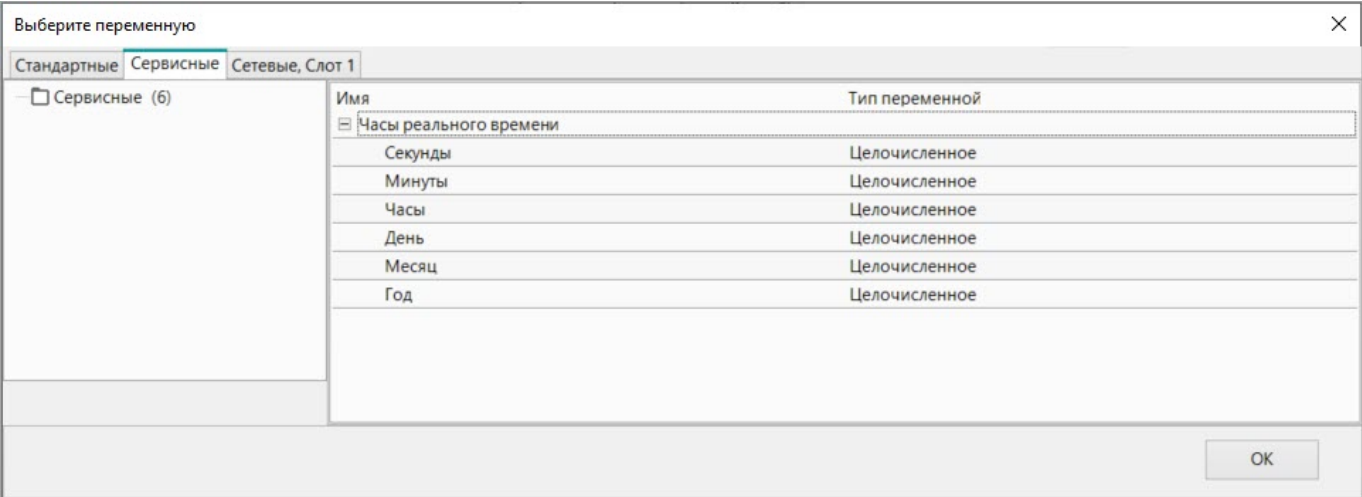 Выберите переменную
Стандартные Сервисные Сетевые, Слот 1
Сервисные (6)
Имя Тип переменной
Часы реального времени
Секунды Целочисленное
Минуты Целочисленное
Часы Целочисленное
День Целочисленное
Месяц Целочисленное
Год Целочисленное
OK